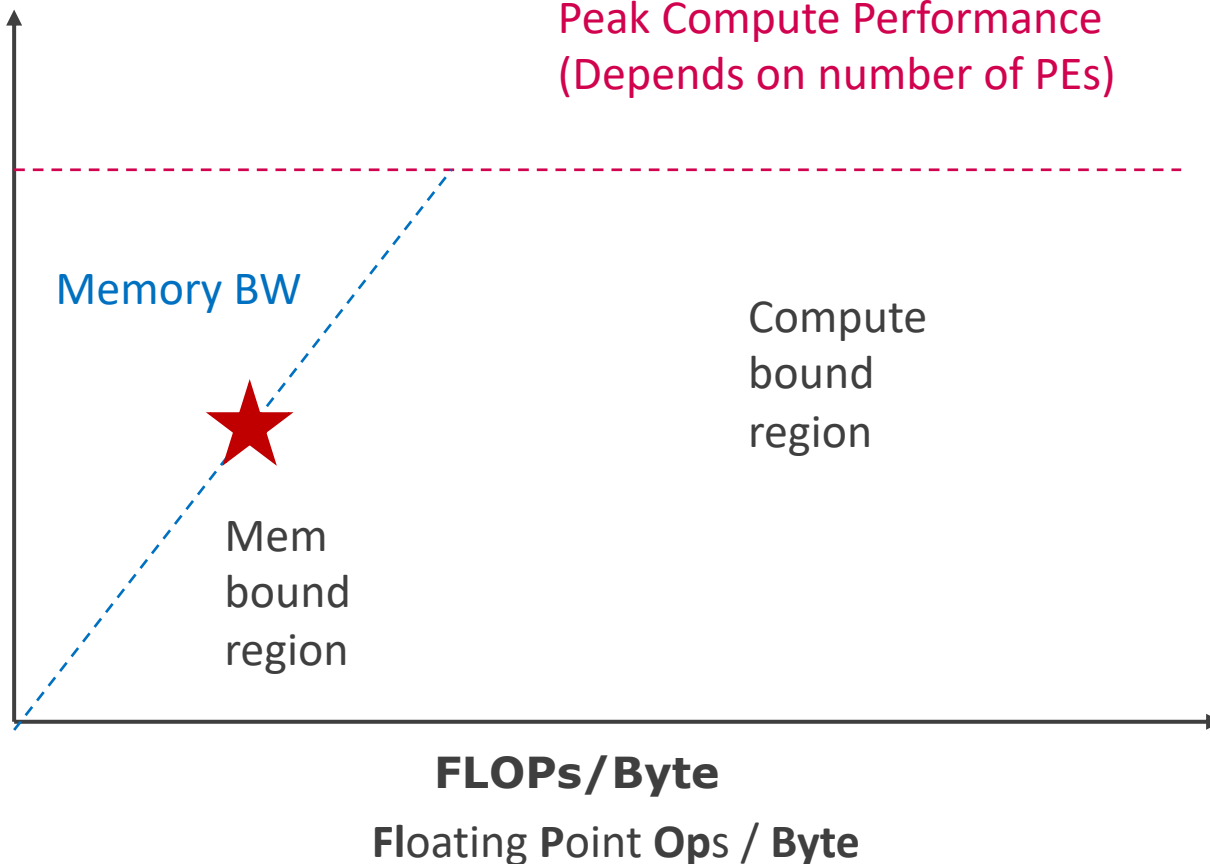 Peak Compute Performance
(Depends on number of PEs)
Memory BW
Compute
bound
region
Mem
bound
region
FLOPs/Byte
Floating Point Ops / Byte